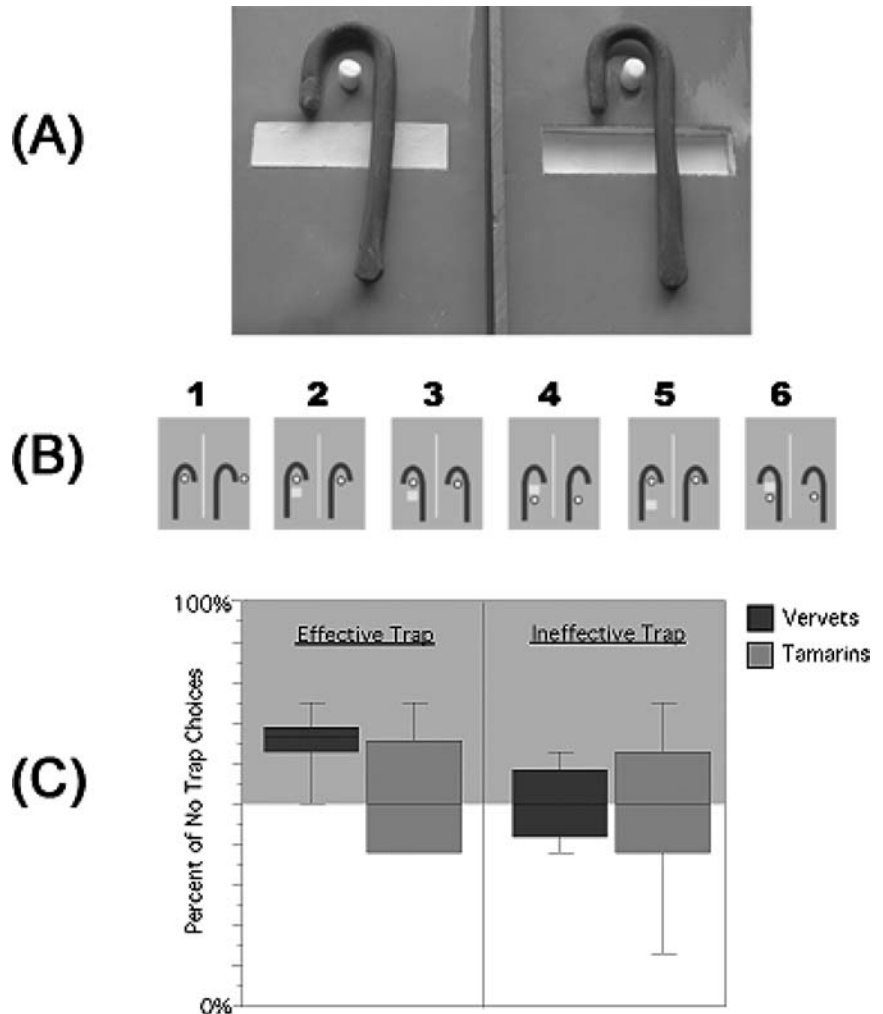 (A)
(B)
1 2 3 4 5 6
(C)
100%
Effective Trap
Ineffective Trap
Vervets
Tamarins
Percent of No Trap Choices
0%